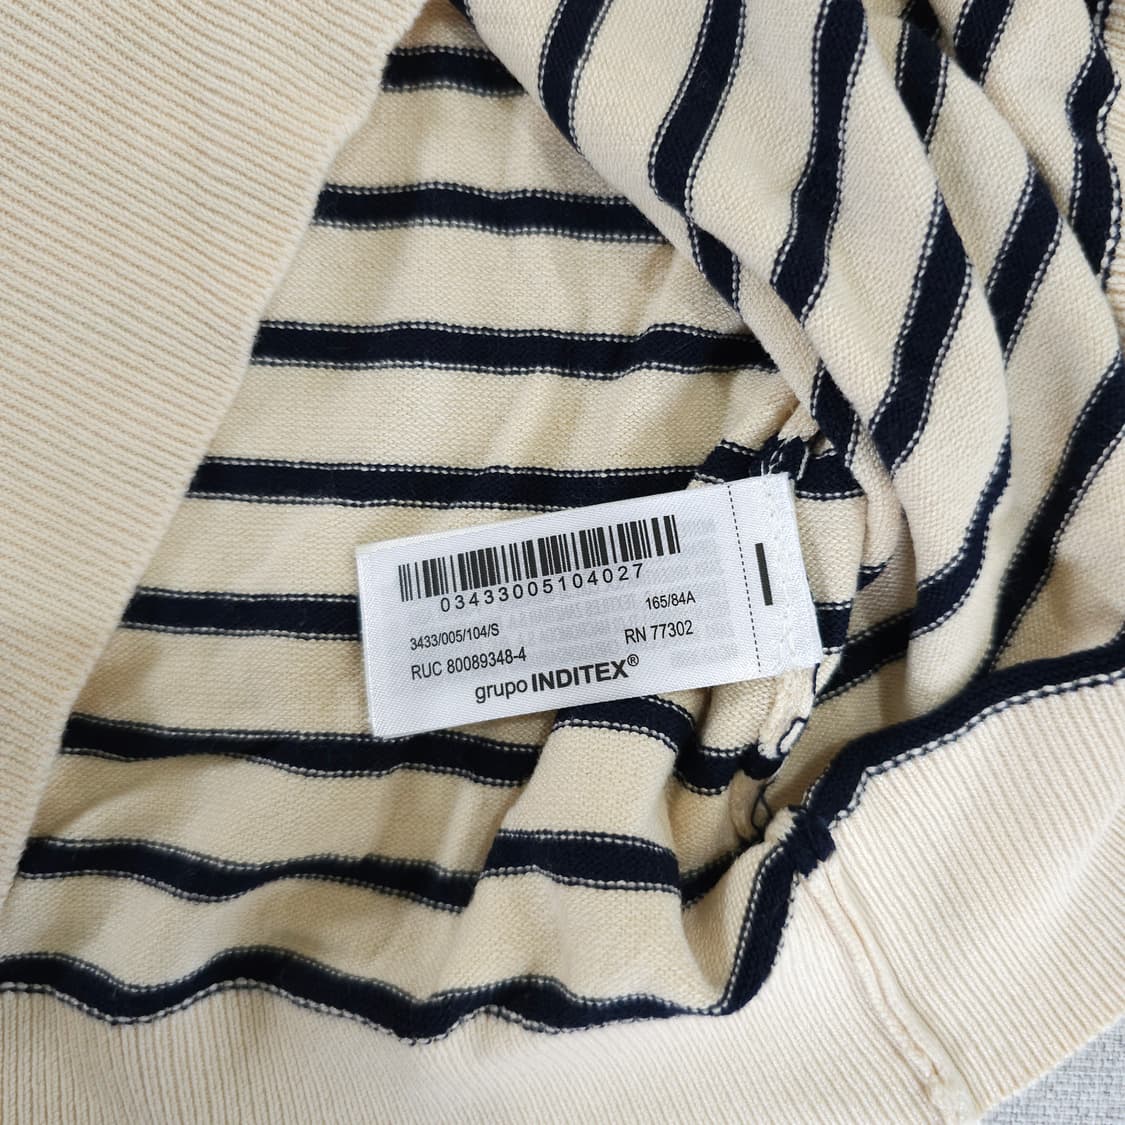 03433005104027
3433/005/104/S 165/84A
RUC 80089348-4 RN 77302
grupo INDITEX®